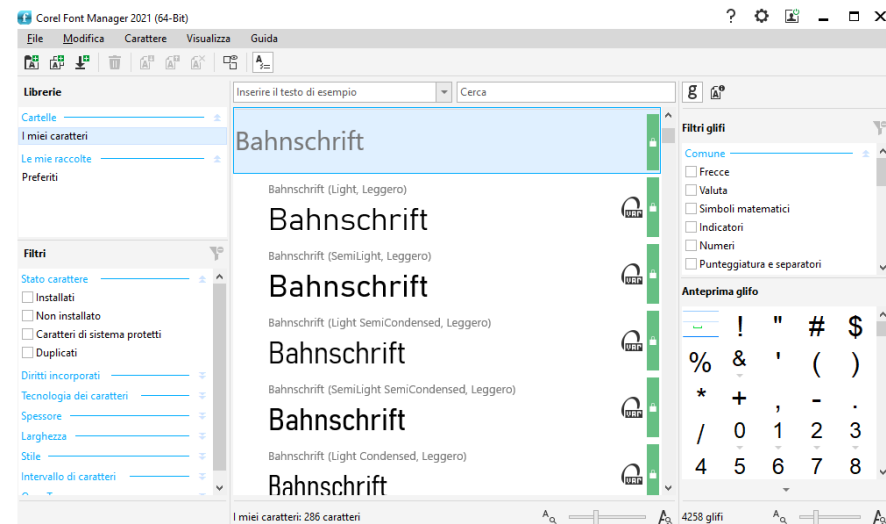 Corel Font Manager 2021 (64-Bit)
File Modifica Carattere Visualizza Guida
Librerie
Cartelle
I miei caratteri
Le mie raccolte
Preferiti
Filtri
Stato carattere
Installati
Non installato
Caratteri di sistema protetti
Duplicati
Diritti incorporati
Tecnologia dei caratteri
Spessore
Larghezza
Stile
Intervallo di caratteri
Inserire il testo di esempio
Cerca
Bahnschrift
Bahnschrift (Light, Leggero)
Bahnschrift
VAR
Bahnschrift (SemiLight, Leggero)
Bahnschrift
VAR
Bahnschrift (Light SemiCondensed, Leggero)
Bahnschrift
VAR
Bahnschrift (SemiLight SemiCondensed, Leggero)
Bahnschrift
VAR
Bahnschrift (Light Condensed, Leggero)
Bahnschrift
VAR
I miei caratteri: 286 caratteri
Filtri glifi
Comune
Frecce
Valuta
Simboli matematici
Indicatori
Numeri
Punteggiatura e separatori
Anteprima glifo
! " # $
% & ' ( )
* + , - .
/ 0 1 2 3
4 5 6 7 8
4258 glifi